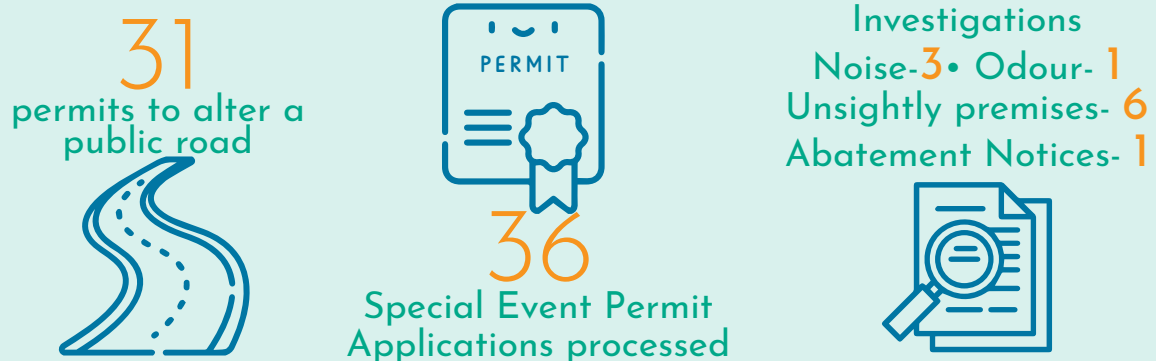 31
permits to alter a
public road
PERMIT
36
Special Event Permit
Applications processed
Investigations
Noise-3• Odour- 1
Unsightly premises- 6
Abatement Notices- 1